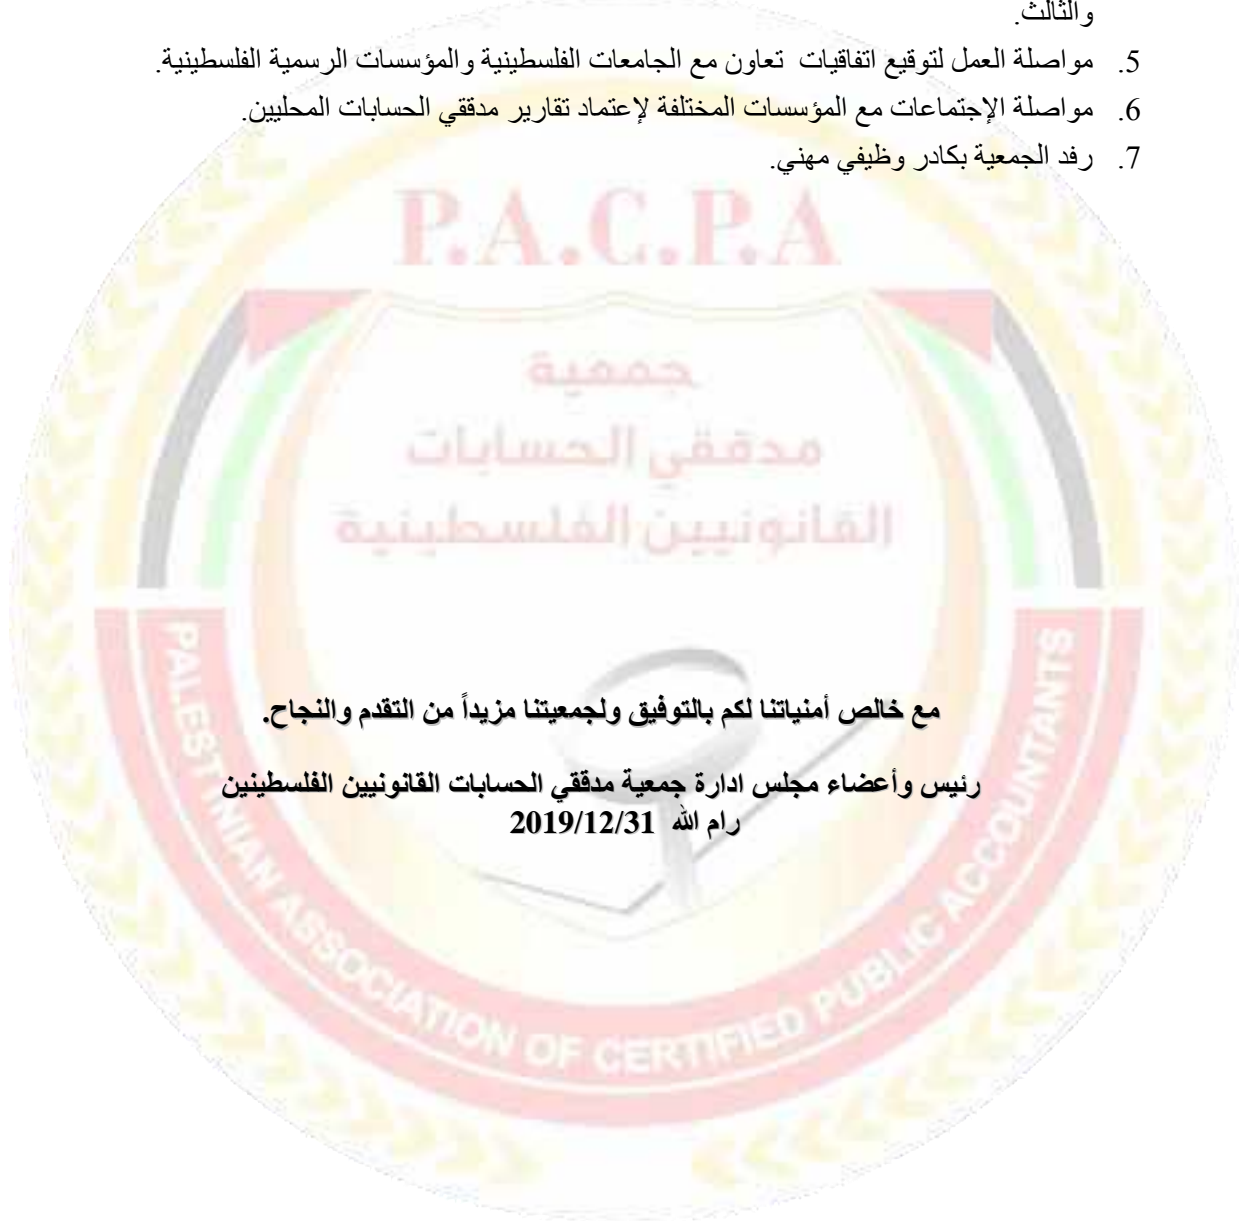 والثالث.
5. مواصلة العمل لتوقيع اتفاقيات تعاون مع الجامعات الفلسطينية والمؤسسات الرسمية الفلسطينية.
6. مواصلة الإجتماعات مع المؤسسات المختلفة لإعتماد تقارير مدققي الحسابات المحليين.
7. رفد الجمعية بكادر وظيفي مهني.
P.A.C.P.A
جمعية
مدققي الحسابات
القانونيين الفلسطينية
مع خالص أمنياتنا لكم بالتوفيق ولجمعيتنا مزيداً من التقدم والنجاح.
رئيس وأعضاء مجلس ادارة جمعية مدققي الحسابات القانونيين الفلسطينين
رام الله 2019/12/31
PALESTINIAN ASSOCIATION OF CERTIFIED PUBLIC ACCOUNTANTS